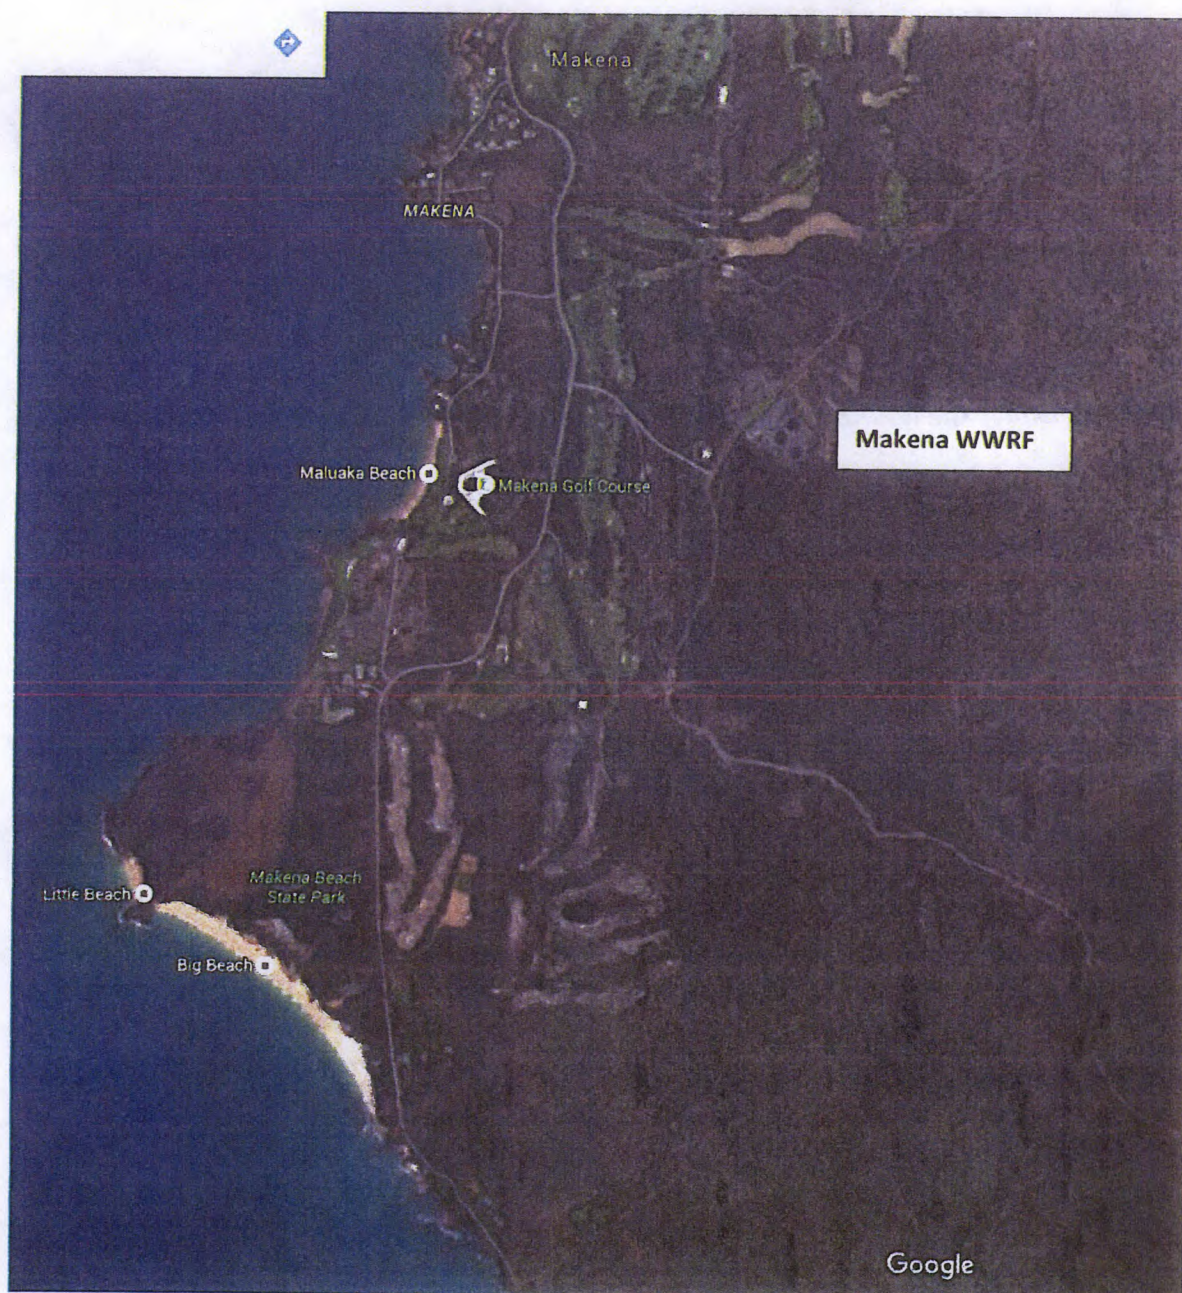 Makena
MAKENA
Makena WWRF
Maluaka Beach
Makena Golf Course
Makena Beach
State Park
Little Beach
Big Beach
Google